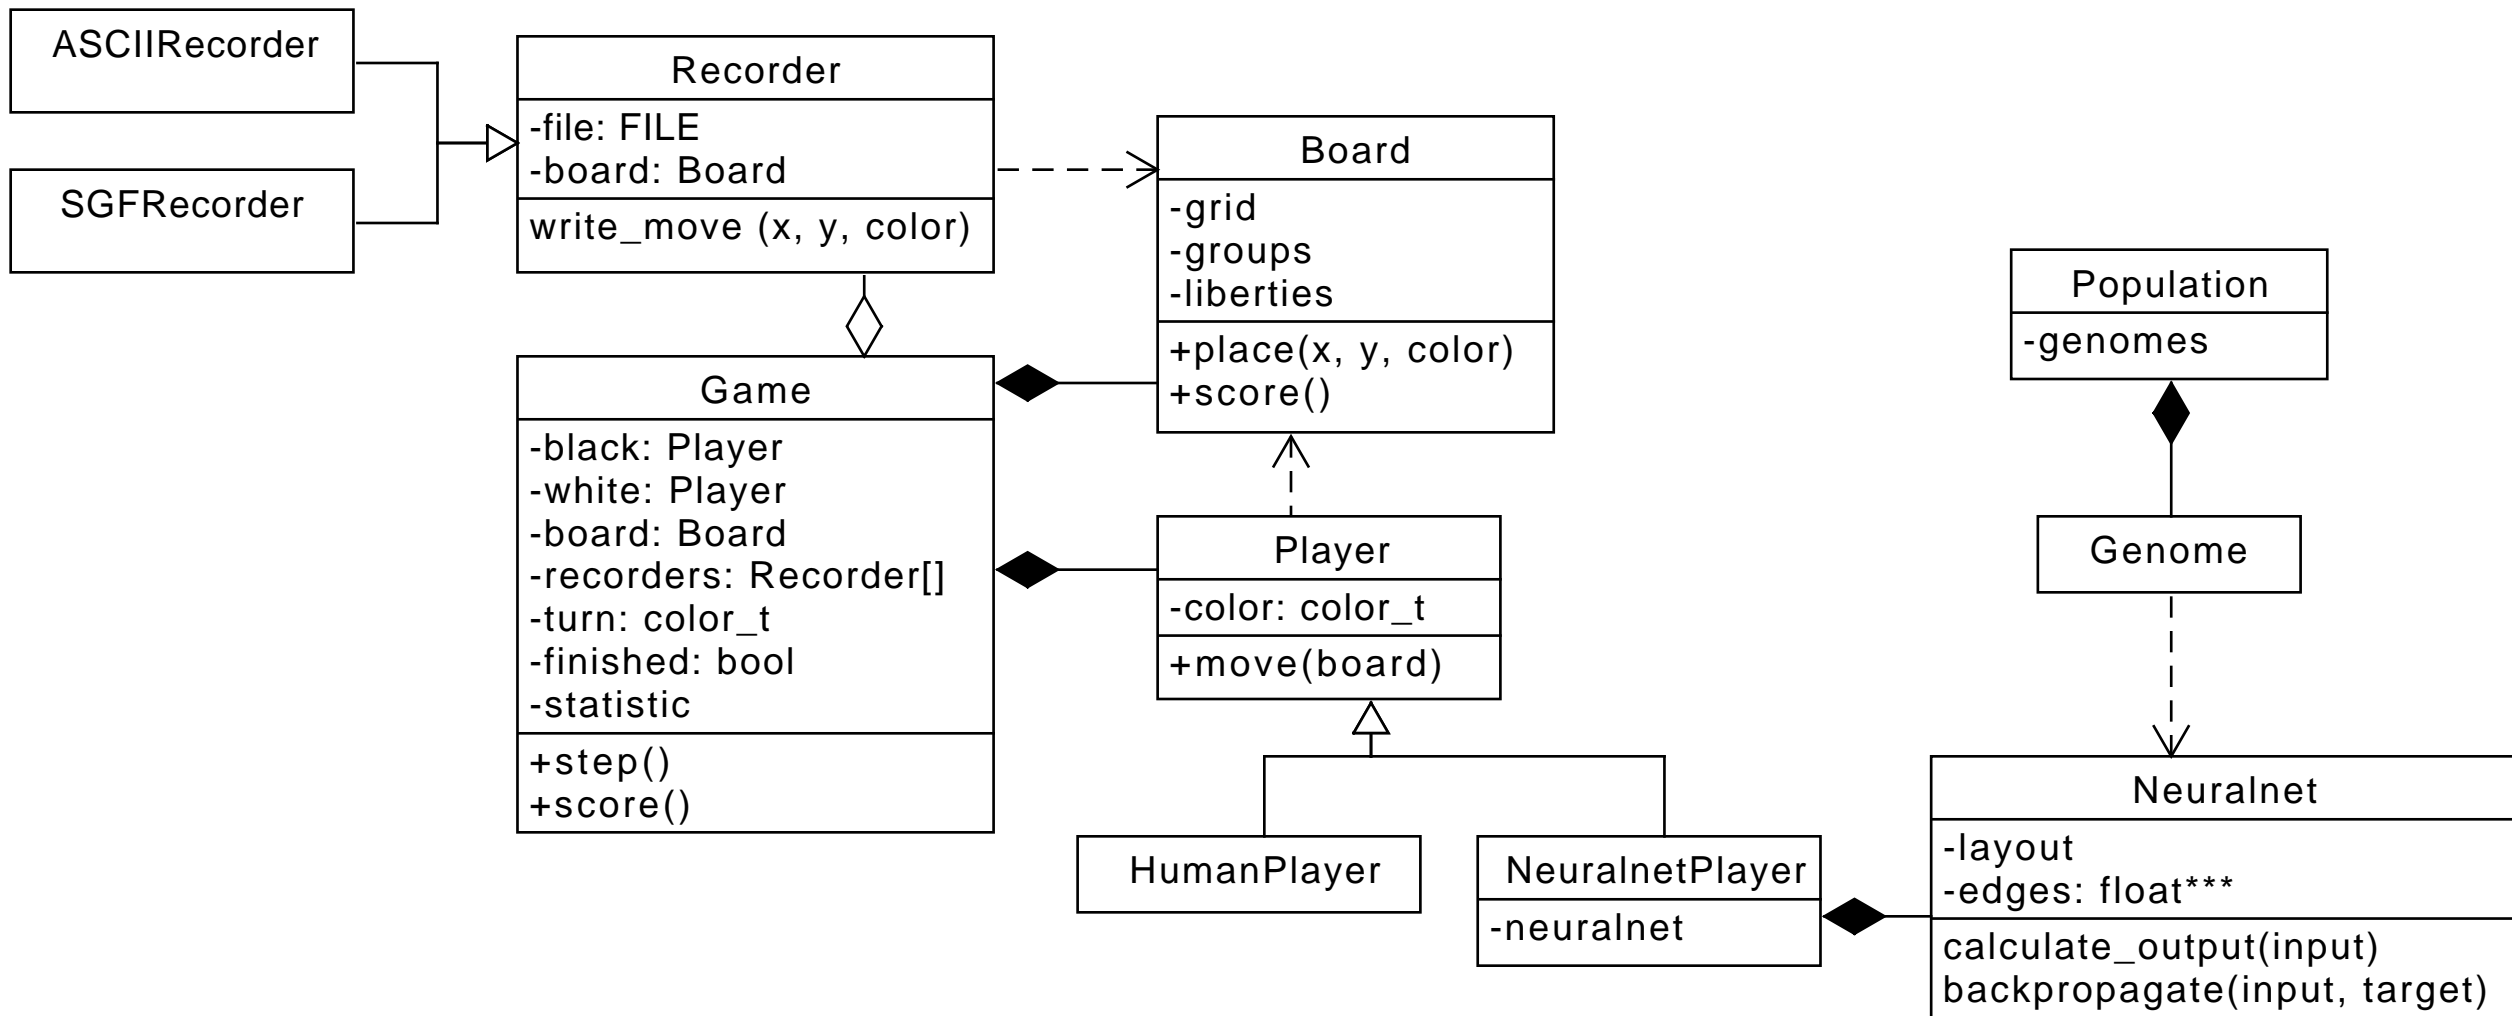 ASCIIRecorder
SGFRecorder
Recorder
-file: FILE
-board: Board
write_move (x, y, color)
Board
-grid
-groups
-liberties
+place(x, y, color)
+score()
Population
-genomes
Game
-black: Player
-white: Player
-board: Board
-recorders: Recorder[]
-turn: color_t
-finished: bool
-statistic
+step()
+score()
Player
-color: color_t
+move(board)
Genome
HumanPlayer
NeuralnetPlayer
-neuralnet
Neuralnet
-layout
-edges: float***
calculate_output(input)
backpropagate(input, target)